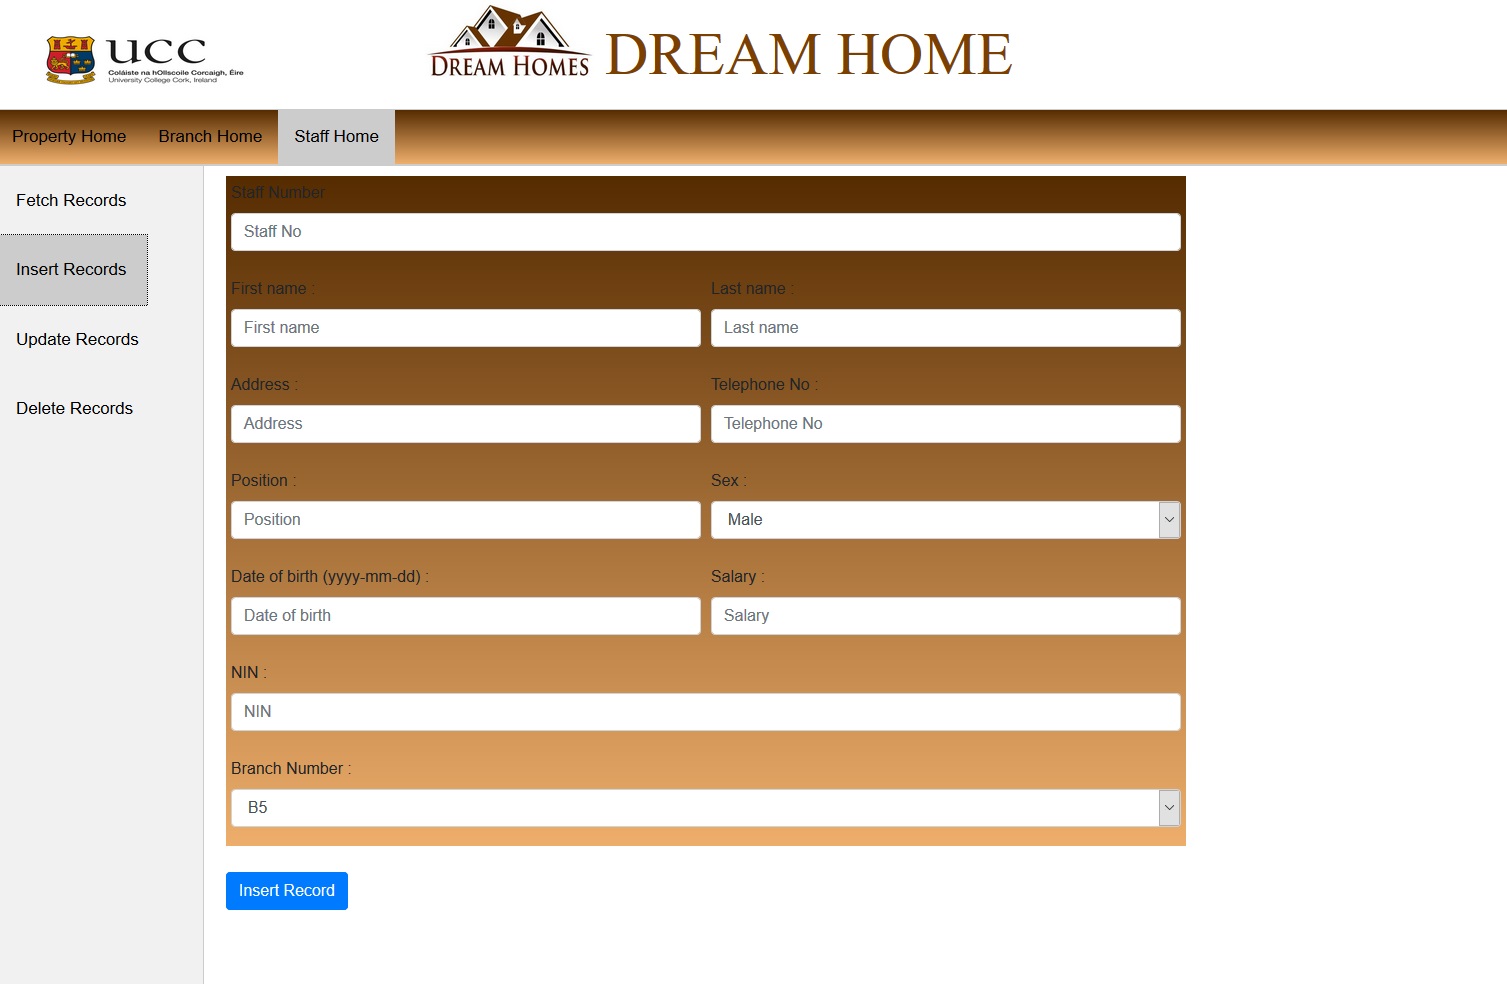 UCC
Coláiste na hOllscoile Corcaigh, Éire
University College Cork, Ireland
DREAM HOMES
DREAM HOME
Property Home
Branch Home
Staff Home
Fetch Records
Insert Records
Update Records
Delete Records
Staff Number
Staff No
First name :
Last name :
First name
Last name
Address :
Telephone No :
Address
Telephone No
Position :
Sex :
Position
Male
Date of birth (yyyy-mm-dd) :
Salary :
Date of birth
Salary
NIN :
NIN
Branch Number :
B5
Insert Record